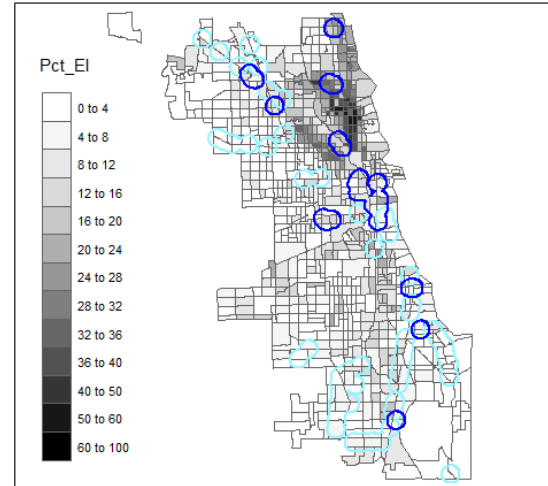 Pct_EI
0 to 4
4 to 8
8 to 12
12 to 16
16 to 20
20 to 24
24 to 28
28 to 32
32 to 36
36 to 40
40 to 50
50 to 60
60 to 100